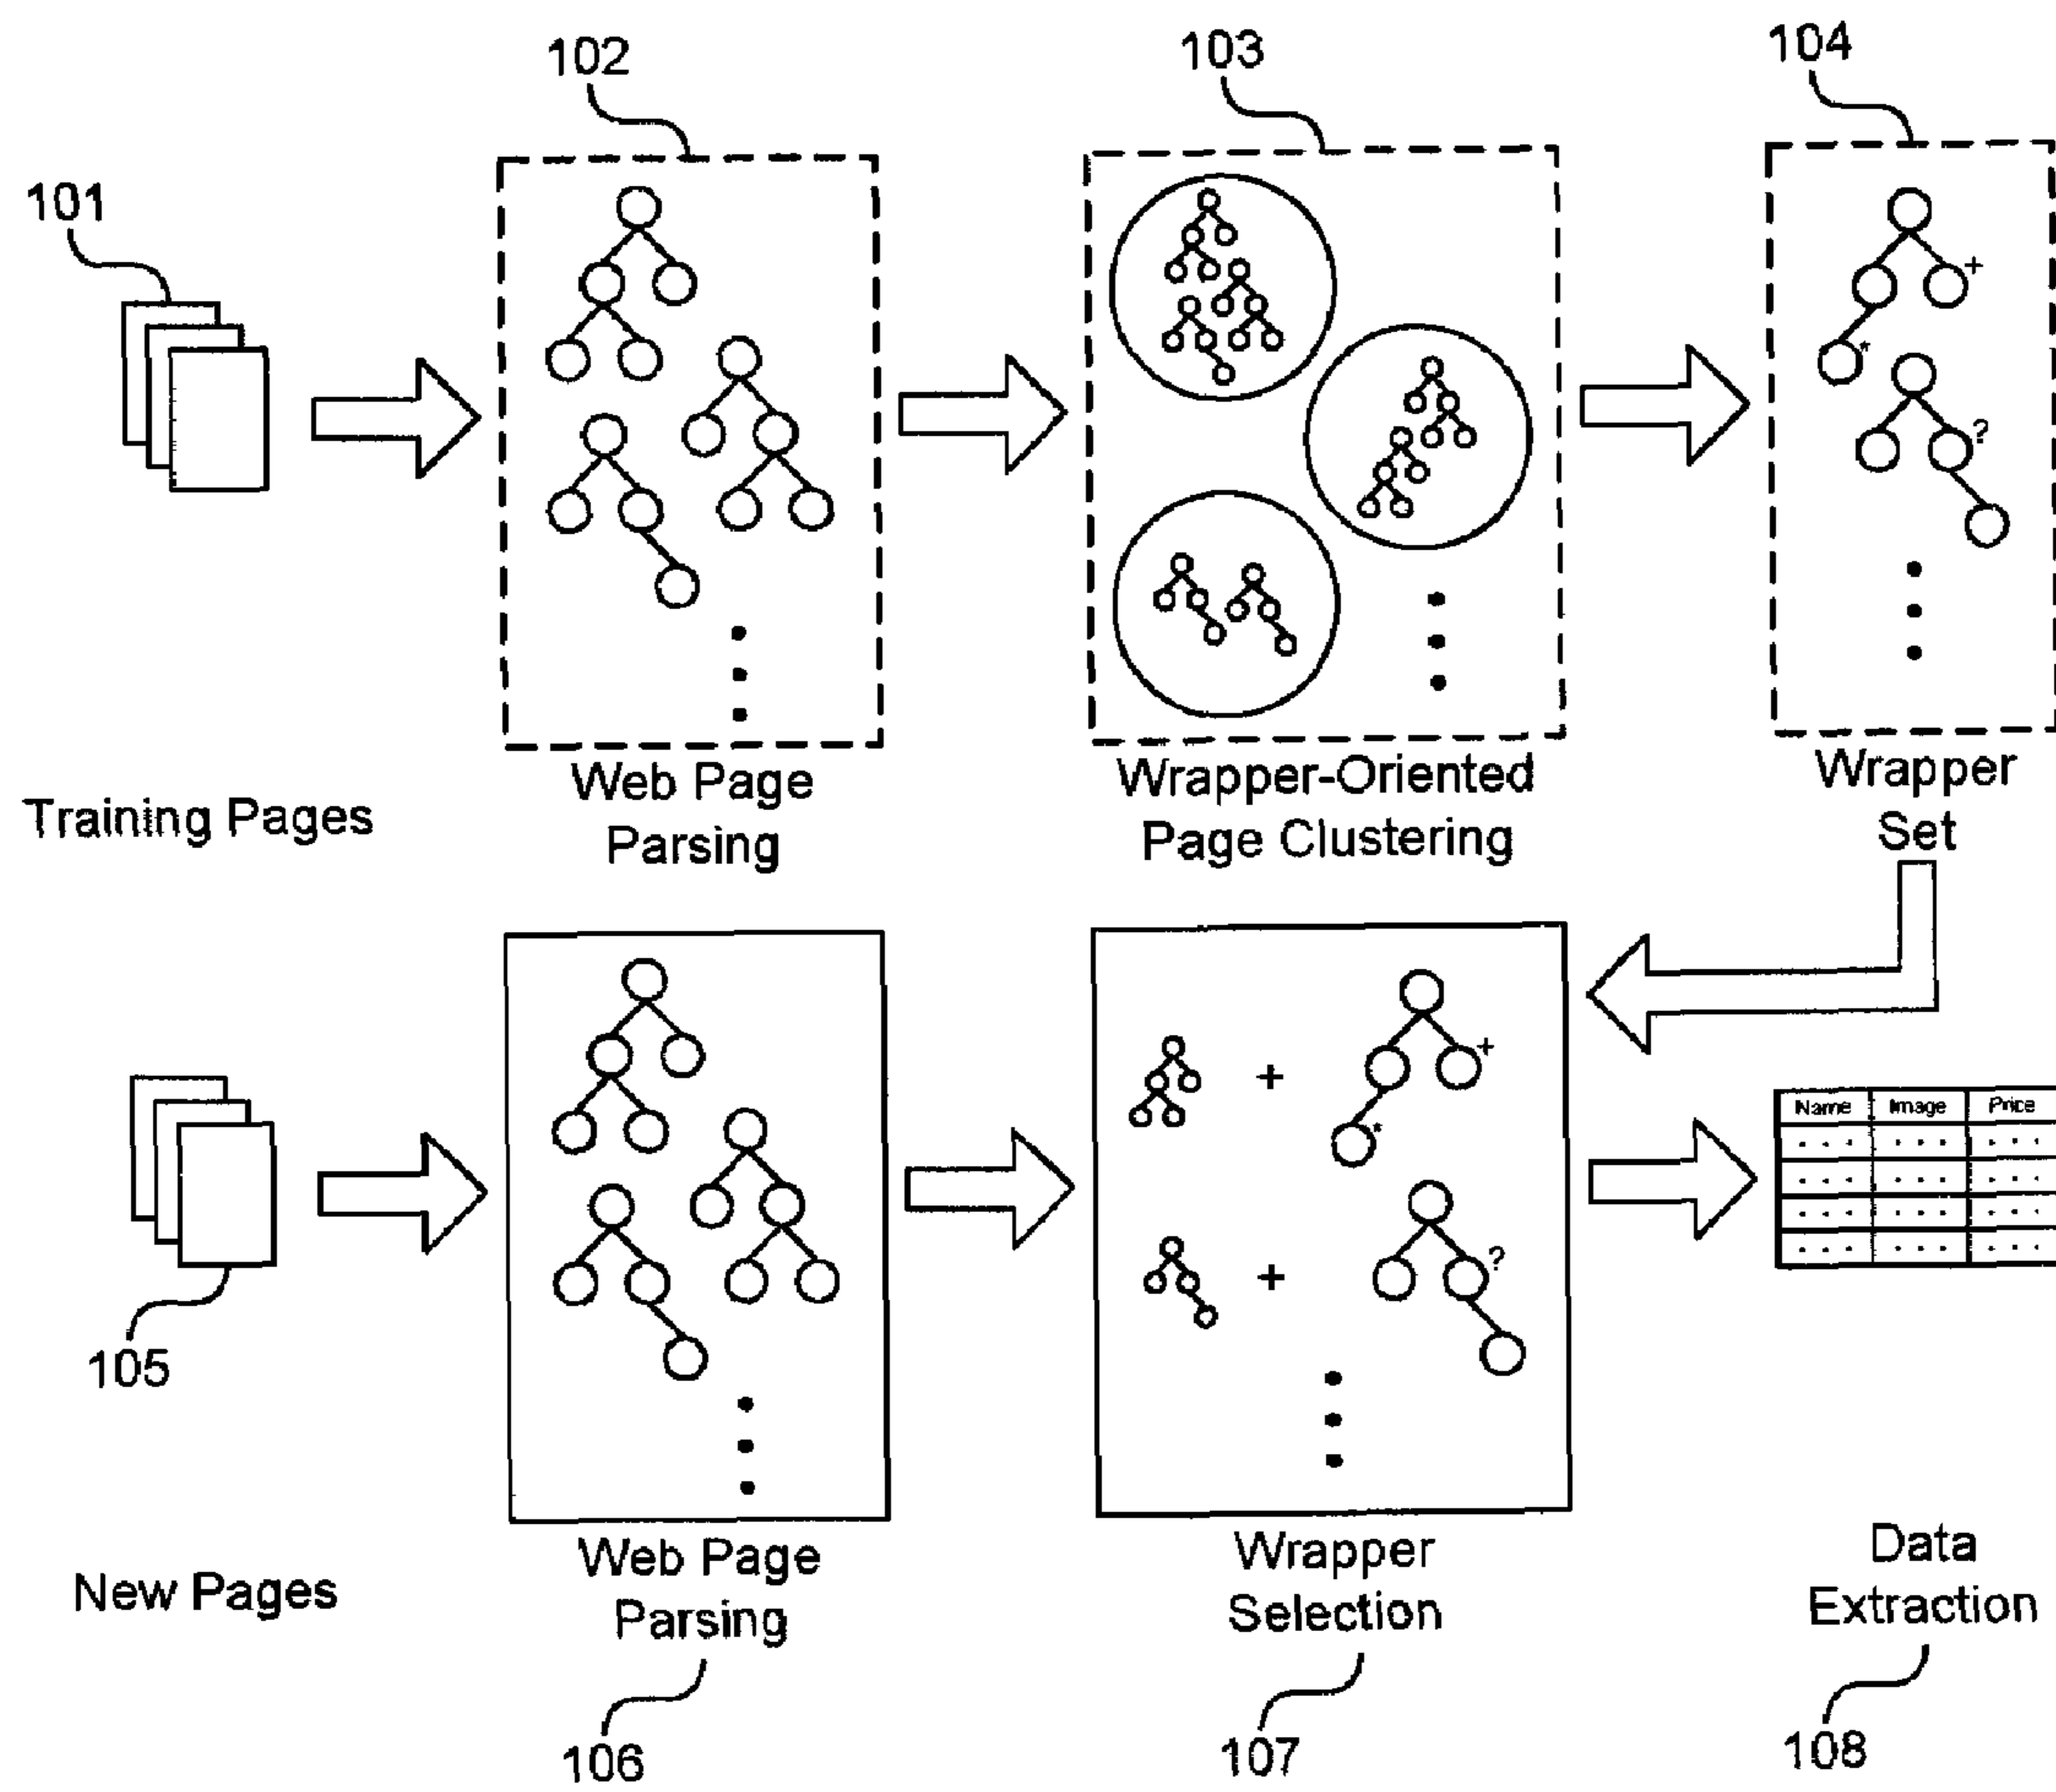 102
103
104
101
+
*
?
Training Pages
Web Page
Parsing
Wrapper-Oriented
Page Clustering
Wrapper
Set
+ +
*
+ ?
Name Image Price
. . . . . . . . .
. . . . . . . . .
. . . . . . . . .
. . . . . . . . .
105
New Pages
Web Page
Parsing
Wrapper
Selection
Data
Extraction
106
107
108